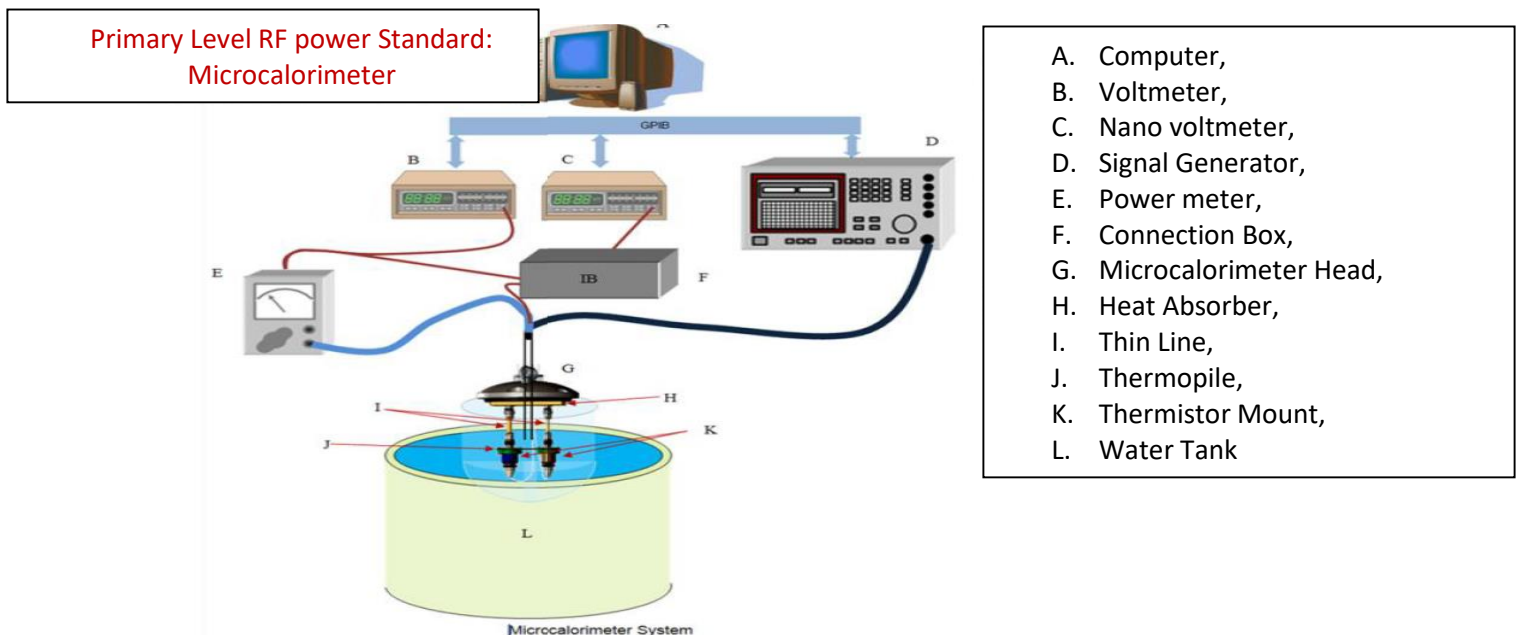 Primary Level RF power Standard:
Microcalorimeter
A
GPIB
B
C
D
E
IB
F
G
H
I
J
K
L
Microcalorimeter System
A. Computer,
B. Voltmeter,
C. Nano voltmeter,
D. Signal Generator,
E. Power meter,
F. Connection Box,
G. Microcalorimeter Head,
H. Heat Absorber,
I. Thin Line,
J. Thermopile,
K. Thermistor Mount,
L. Water Tank